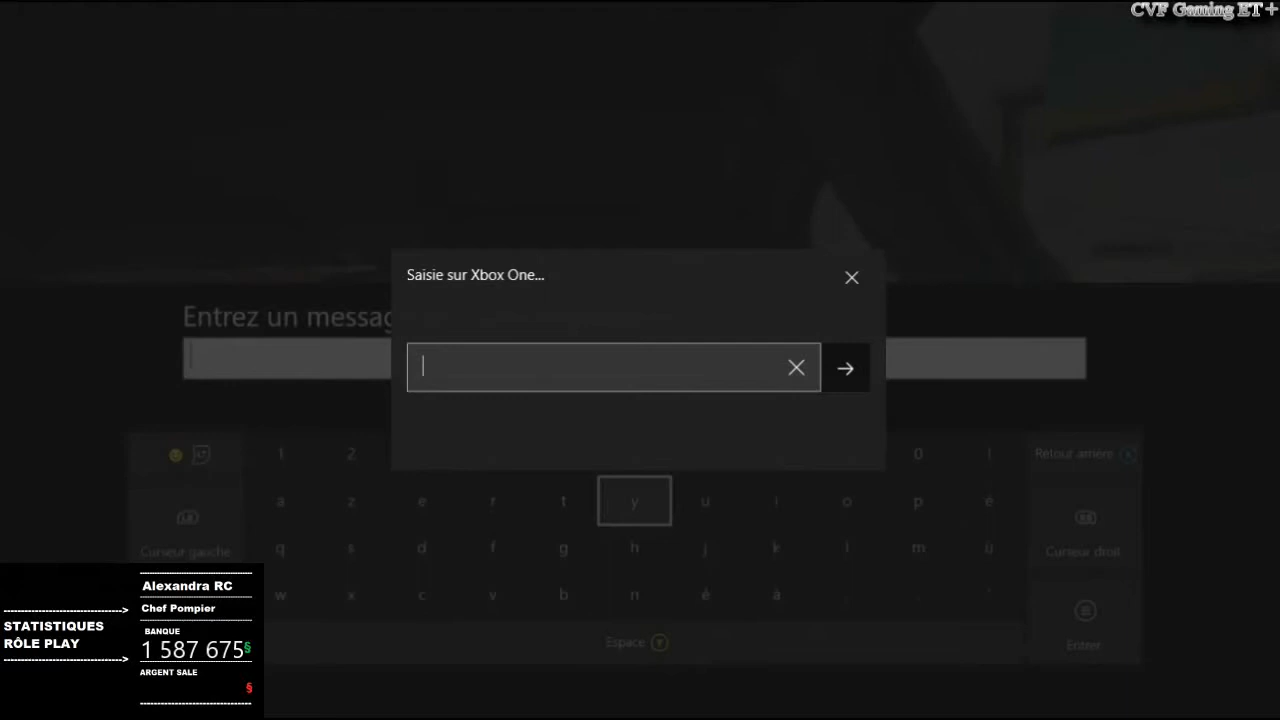 CVF Gaming ET +
Saisie sur Xbox One...
Entrez un messag
1 2 0
Retour arrière
a z e r t y u i o p é
Curseur gauche
q s d f g h j k l m ù
Curseur droit
w x c v b n è à
Espace Y
Entrer
Alexandra RC
Chef Pompier
STATISTIQUES
RÔLE PLAY
BANQUE
1 587 675$
ARGENT SALE
$